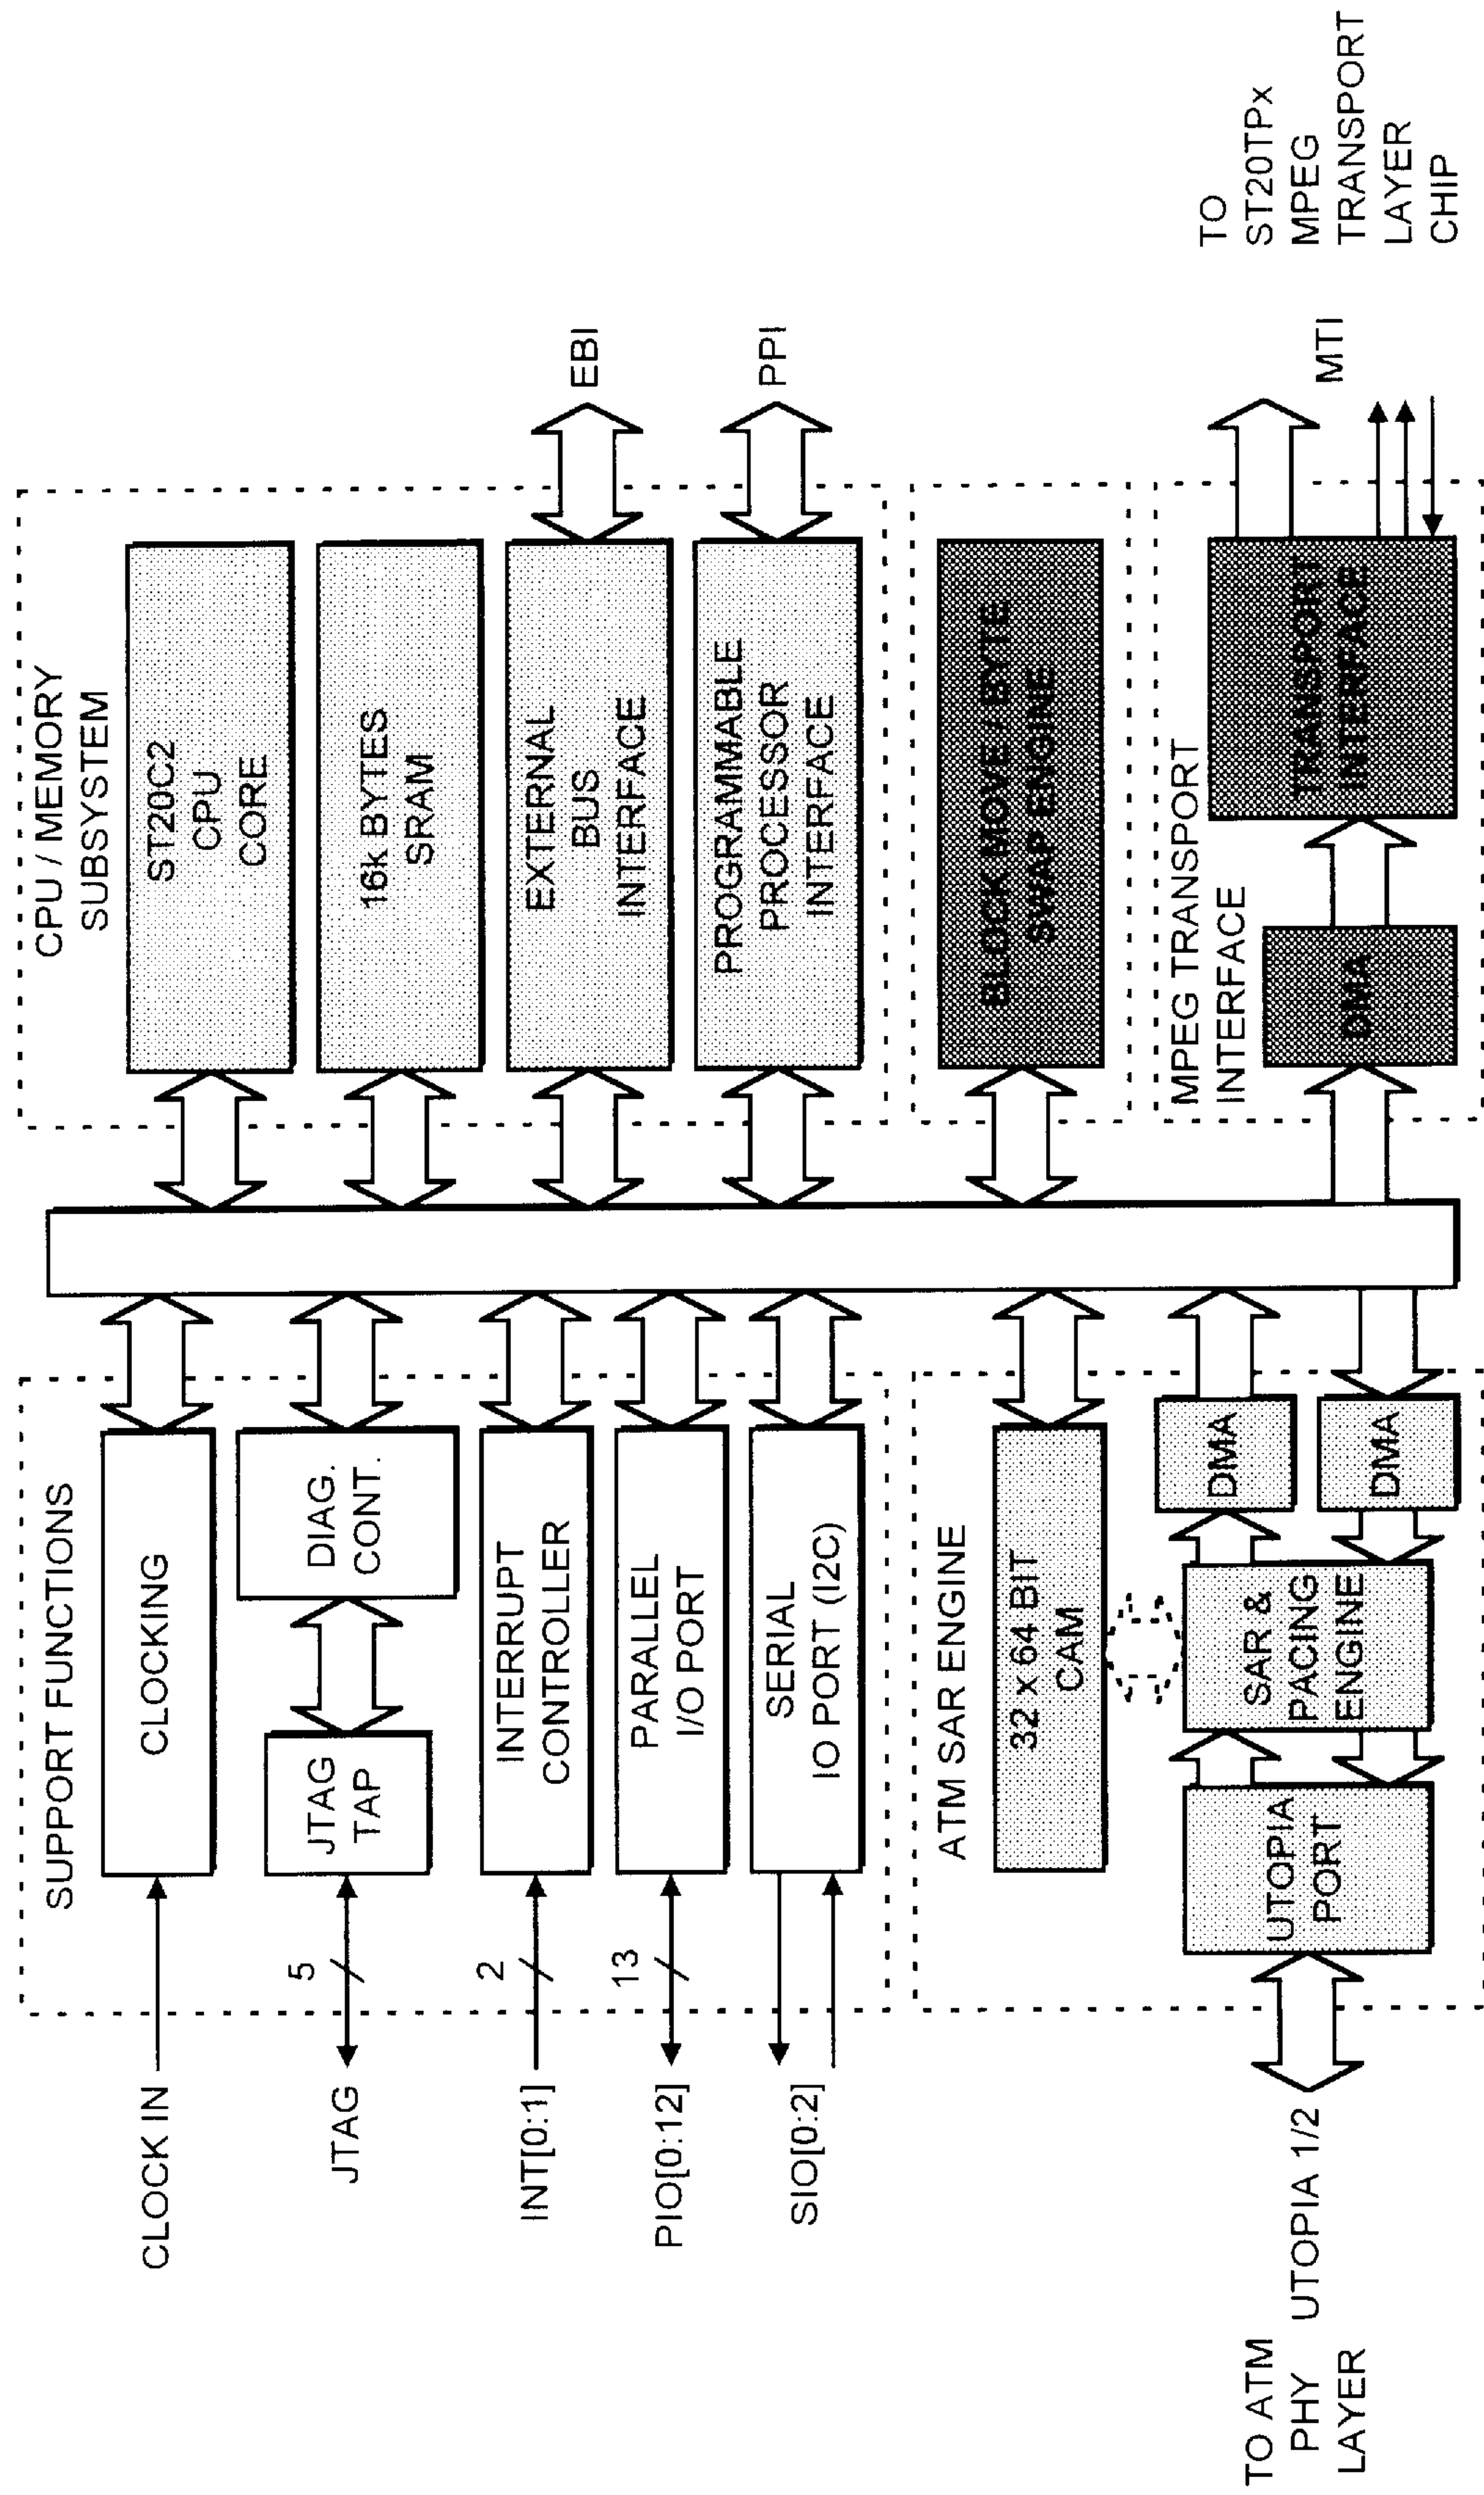 SUPPORT FUNCTIONS
CLOCK IN
CLOCKING
JTAG
5
JTAG
TAP
DIAG.
CONT.
INT[0:1]
2
INTERRUPT
CONTROLLER
PIO[0:12]
13
PARALLEL
I/O PORT
SIO[0:2]
SERIAL
IO PORT (I2C)
ATM SAR ENGINE
32 x 64 BIT
CAM
TO ATM
PHY
LAYER
UTOPIA 1/2
UTOPIA
PORT
SAR &
PACING
ENGINE
DMA
DMA
CPU / MEMORY
SUBSYSTEM
ST20C2
CPU
CORE
16k BYTES
SRAM
EXTERNAL
BUS
INTERFACE
EBI
PROGRAMMABLE
PROCESSOR
INTERFACE
PPI
BLOCK MOVE / BYTE
SWAP ENGINE
MPEG TRANSPORT
INTERFACE
DMA
TRANSPORT
INTERFACE
MTI
TO
ST20TPx
MPEG
TRANSPORT
LAYER
CHIP